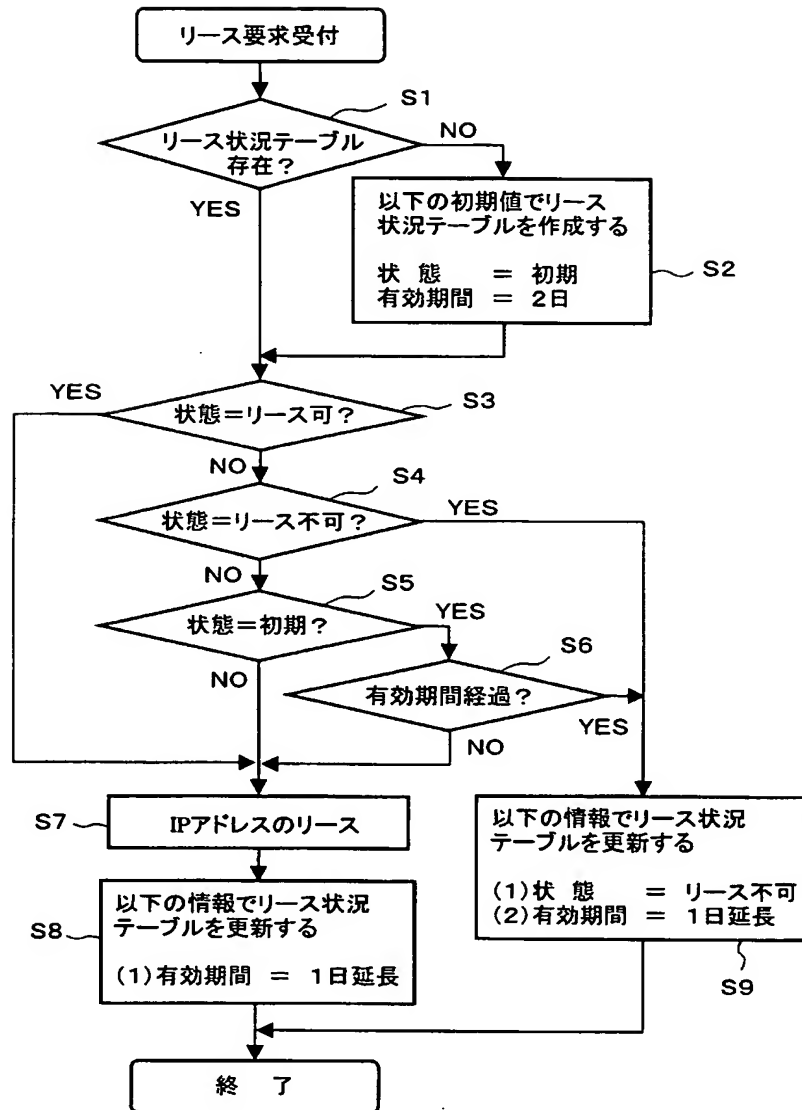 リース要求受付
S1
リース状況テーブル
存在?
NO
YES
以下の初期値でリース
状況テーブルを作成する
状 態 = 初期
有効期間 = 2日
S2
YES
状態=リース可?
S3
NO
S4
状態=リース不可?
YES
NO
S5
状態=初期?
YES
NO
S6
有効期間経過?
YES
NO
S7
IPアドレスのリース
以下の情報でリース状況
テーブルを更新する
(1)状 態 = リース不可
(2)有効期間 = 1日延長
S9
以下の情報でリース状況
テーブルを更新する
(1)有効期間 = 1日延長
S8
終 了